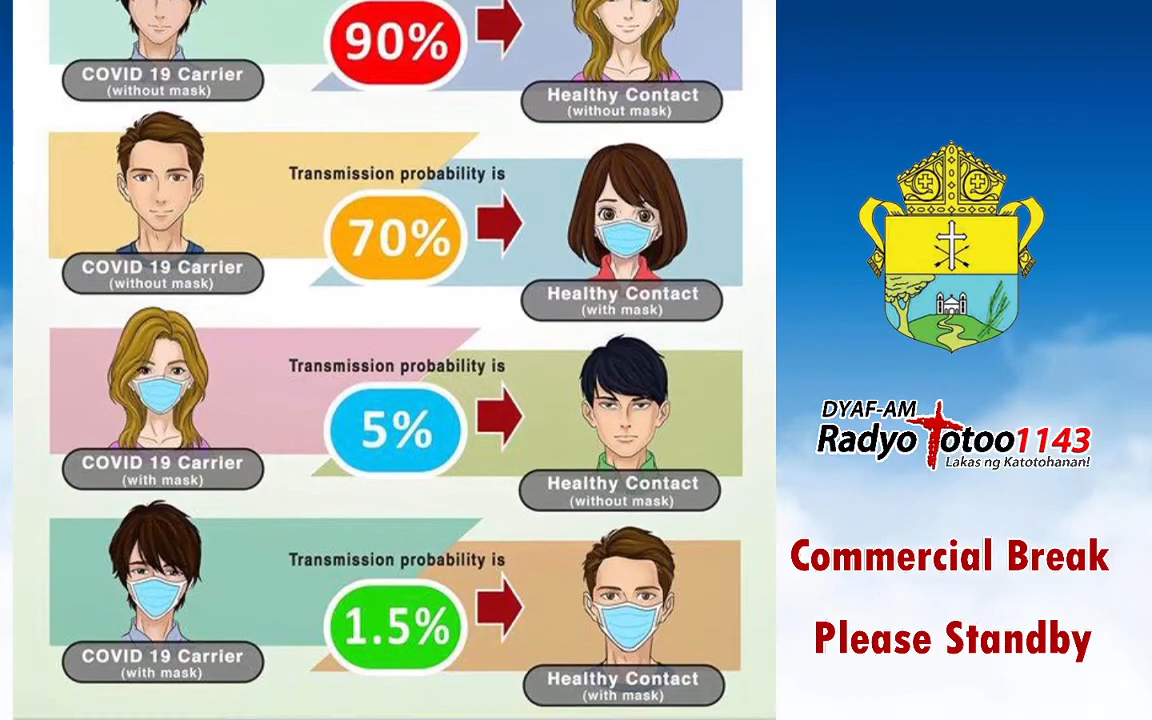 90%
COVID 19 Carrier
(without mask)
Healthy Contact
(without mask)
Transmission probability is
70%
COVID 19 Carrier
(without mask)
Healthy Contact
(with mask)
Transmission probability is
5%
COVID 19 Carrier
(with mask)
Healthy Contact
(without mask)
Transmission probability is
1.5%
COVID 19 Carrier
(with mask)
Healthy Contact
(with mask)
DYAF-AM
Radyo Totoo 1143
Lakas ng Katotohanan!
Commercial Break
Please Standby